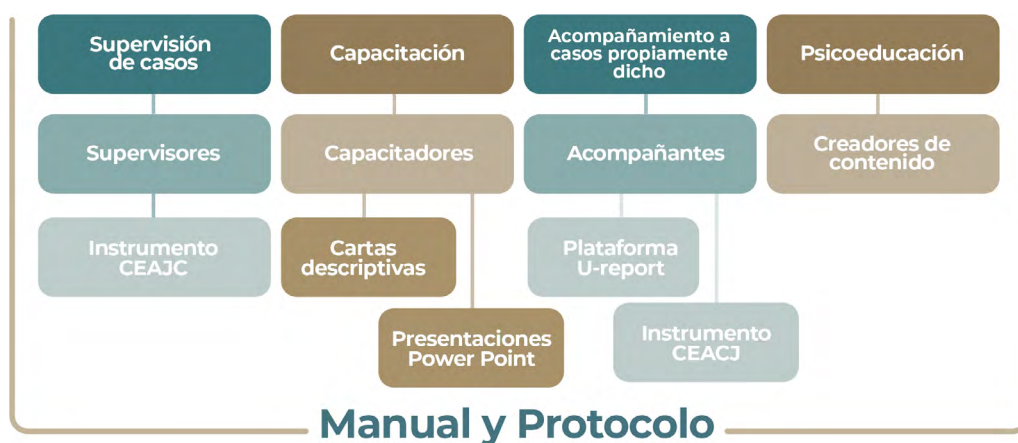 Supervisión
de casos
Capacitación
Acompañamiento a
casos propiamente
dicho
Psicoeducación
Supervisores
Capacitadores
Acompañantes
Creadores de
contenido
Instrumento
CEAJC
Cartas
descriptivas
Plataforma
U-report
Presentaciones
Power Point
Instrumento
CEACJ
Manual y Protocolo